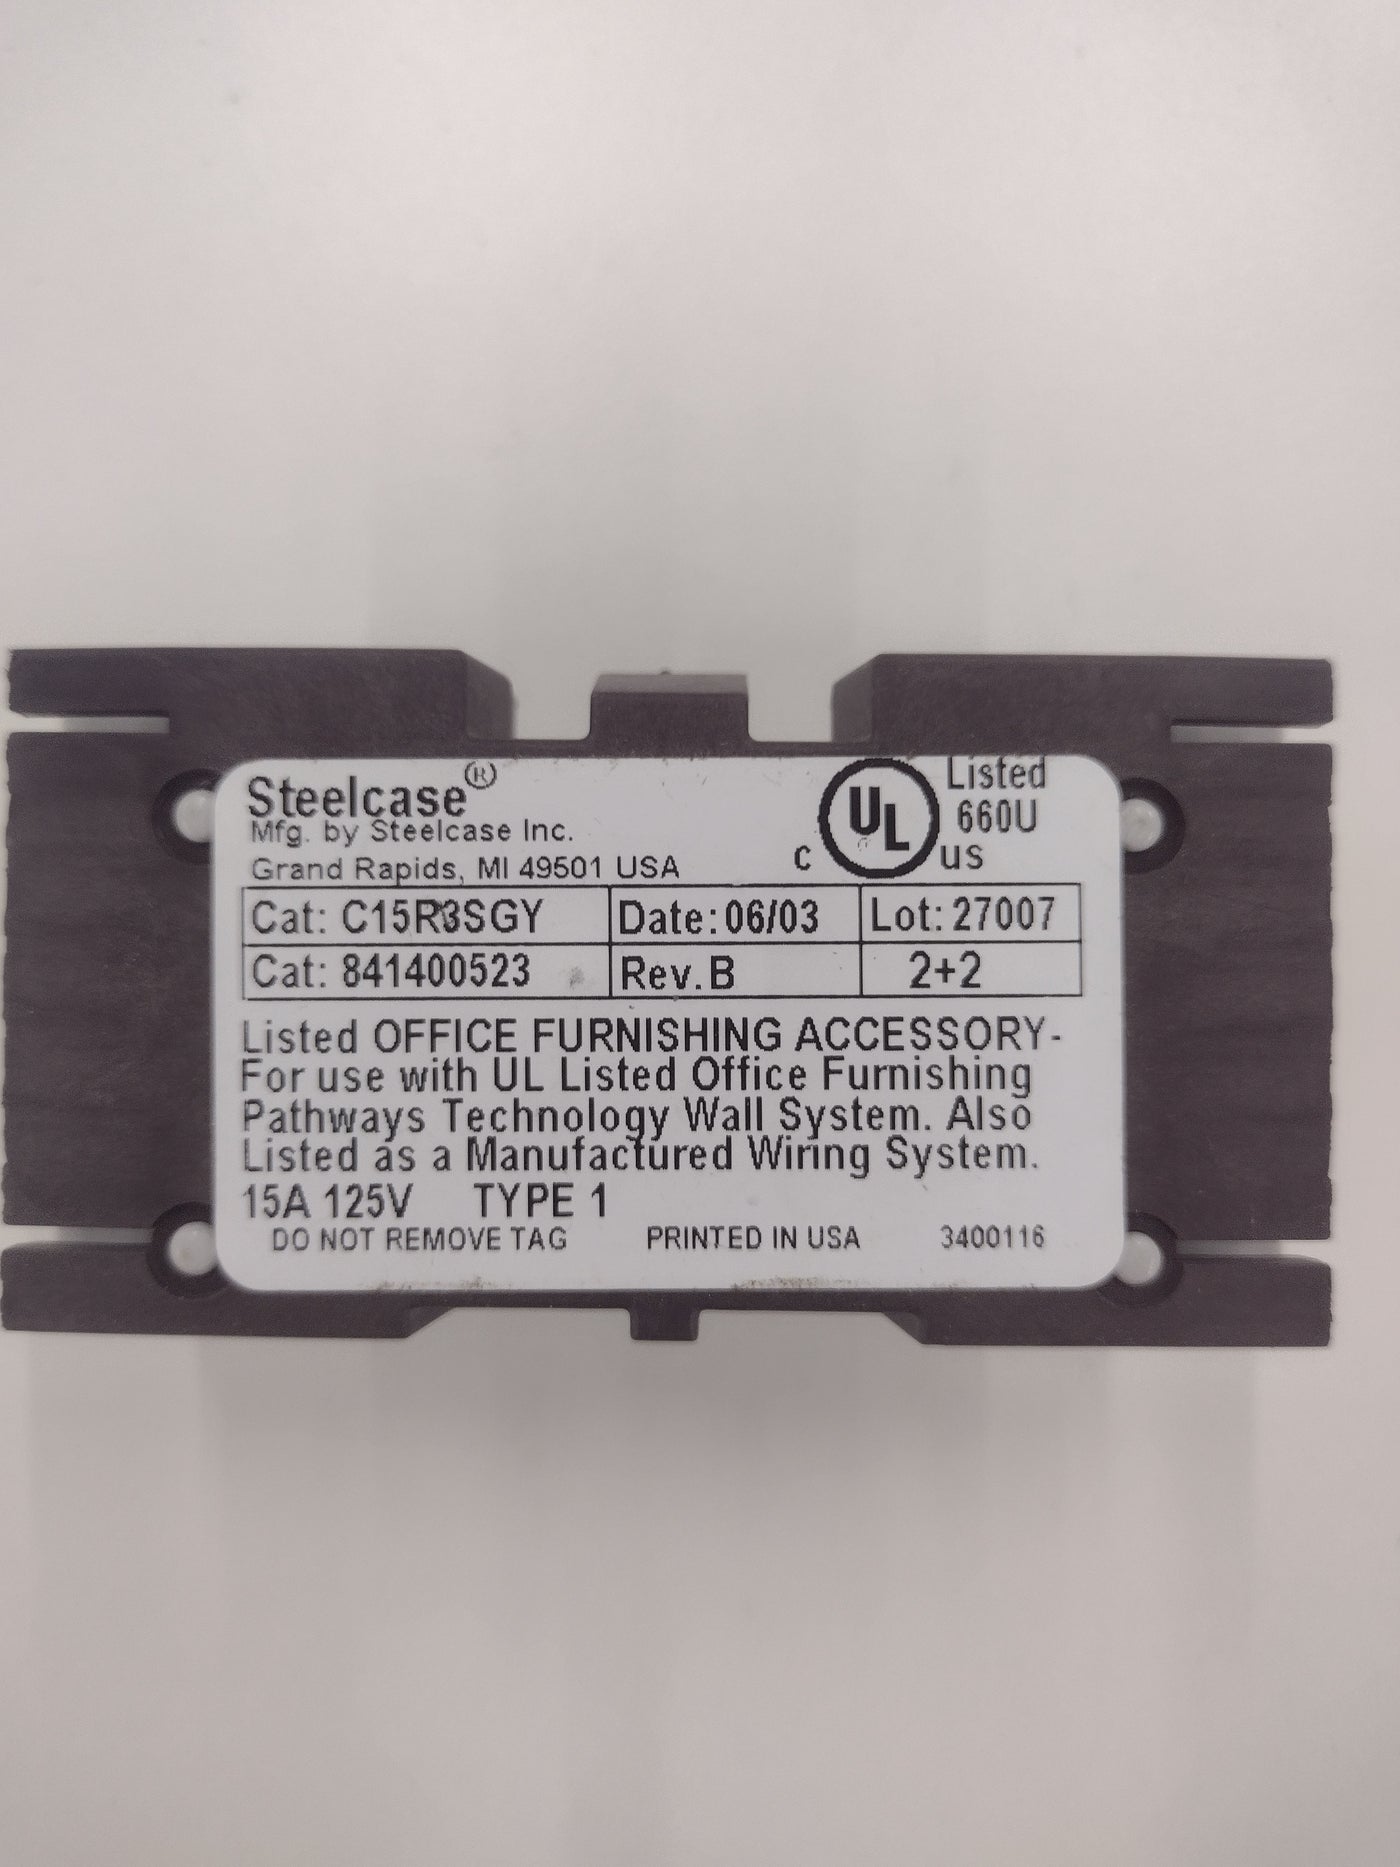 Steelcase®
Mfg. by Steelcase Inc.
Grand Rapids, MI 49501 USA
C UL US
Listed
660U
Cat: C15R3SGY Date: 06/03 Lot: 27007
Cat: 841400523 Rev. B 2+2
Listed OFFICE FURNISHING ACCESSORY-
For use with UL Listed Office Furnishing
Pathways Technology Wall System. Also
Listed as a Manufactured Wiring System.
15A 125V TYPE 1
DO NOT REMOVE TAG PRINTED IN USA 3400116